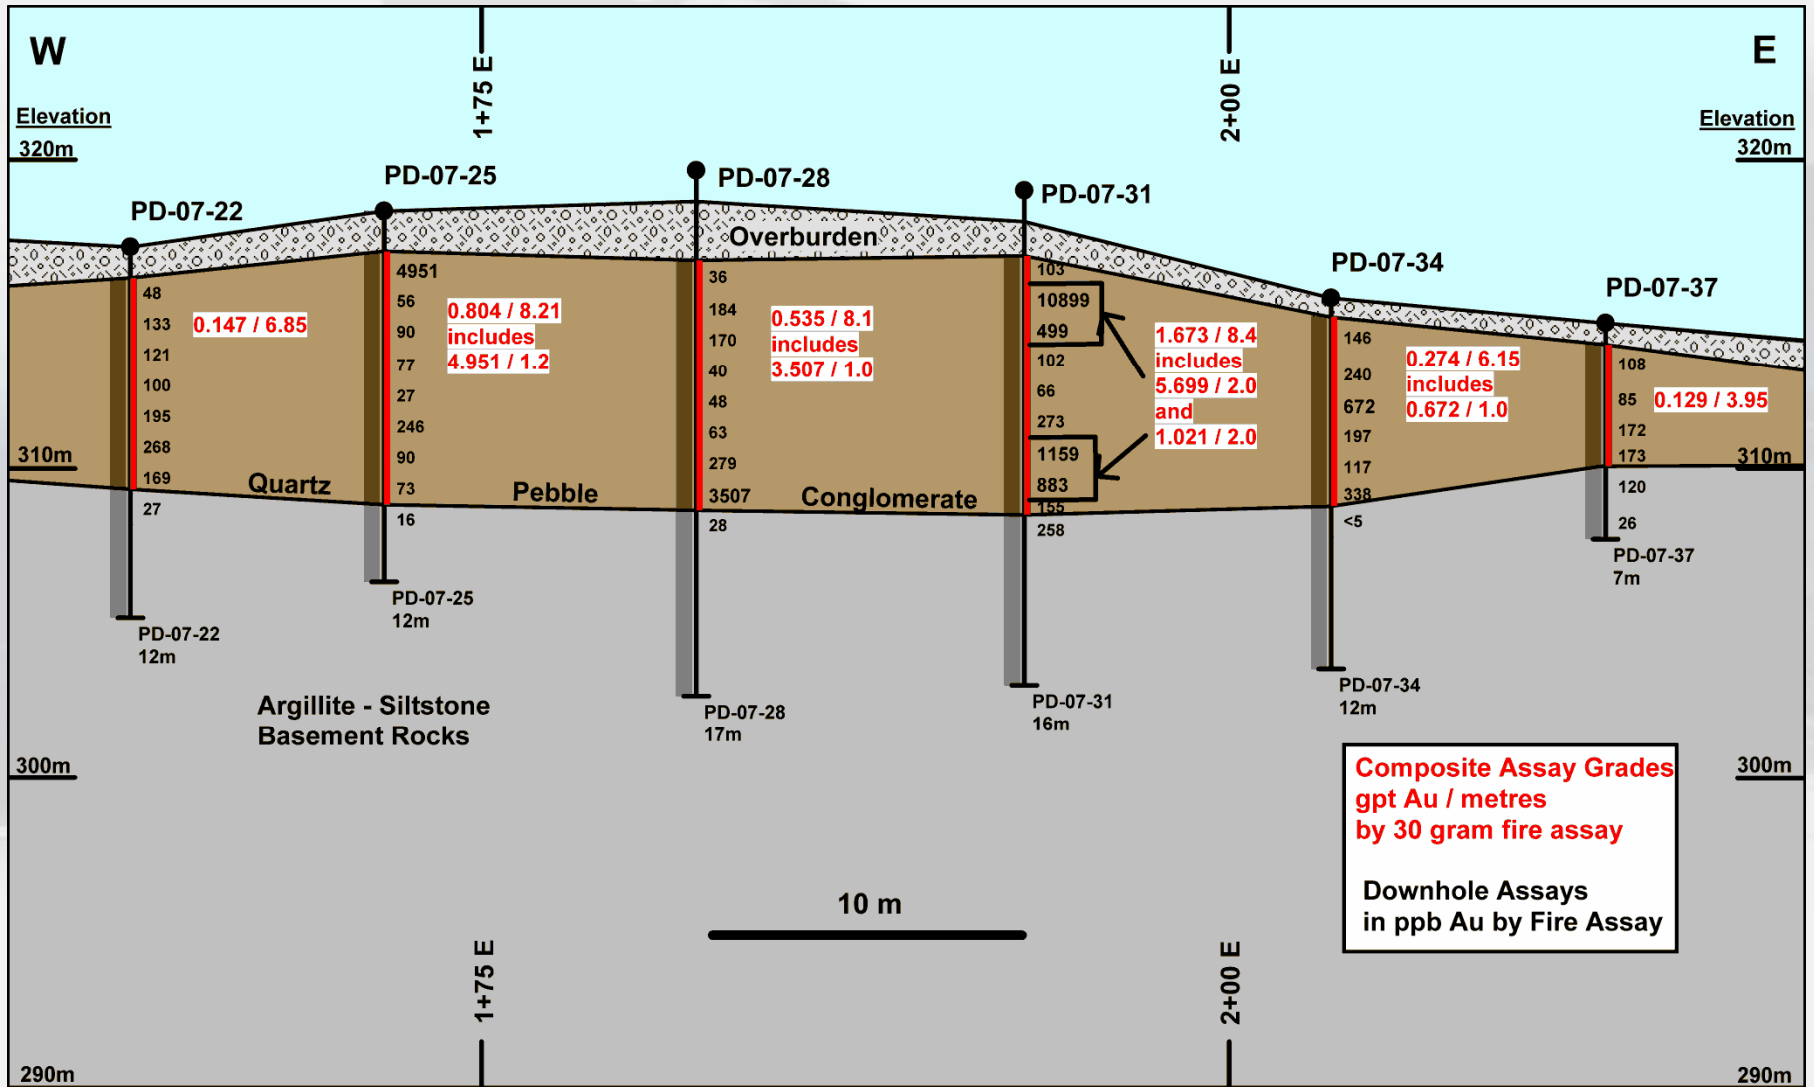 W
E
1+75 E
2+00 E
Elevation
320m
Elevation
320m
PD-07-22
PD-07-25
PD-07-28
PD-07-31
PD-07-34
PD-07-37
Overburden
48
133
121
100
195
268
169
27
0.147 / 6.85
4951
56
90
77
27
246
90
73
16
0.804 / 8.21
includes
4.951 / 1.2
36
184
170
40
48
63
279
3507
28
0.535 / 8.1
includes
3.507 / 1.0
103
10899
499
102
66
273
1159
883
155
258
1.673 / 8.4
includes
5.699 / 2.0
and
1.021 / 2.0
146
240
672
197
117
338
<5
0.274 / 6.15
includes
0.672 / 1.0
108
85
172
173
120
26
0.129 / 3.95
310m
310m
Quartz Pebble Conglomerate
PD-07-22
12m
PD-07-25
12m
PD-07-28
17m
PD-07-31
16m
PD-07-34
12m
PD-07-37
7m
Argillite - Siltstone
Basement Rocks
300m
300m
Composite Assay Grades
gpt Au / metres
by 30 gram fire assay
Downhole Assays
in ppb Au by Fire Assay
10 m
1+75 E
2+00 E
290m
290m